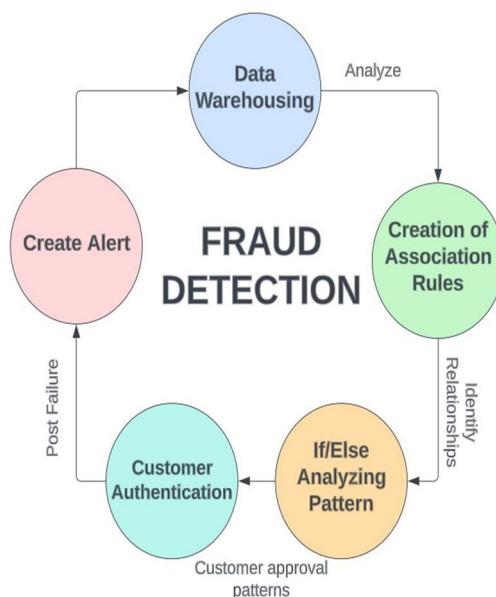 Data
Warehousing
Analyze
Creation of
Association
Rules
Create Alert
FRAUD
DETECTION
Identify
Relationships
Post Failure
If/Else
Analyzing
Pattern
Customer
Authentication
Customer approval
patterns